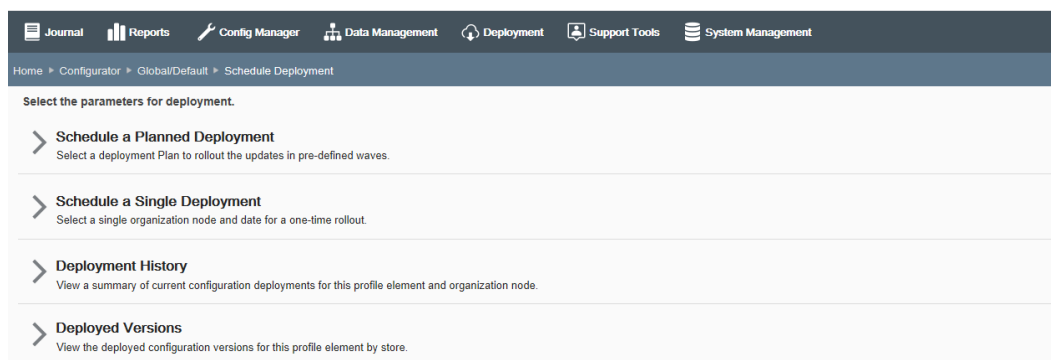 Journal Reports Config Manager Data Management Deployment Support Tools System Management
Home Configurator Global/Default Schedule Deployment
Select the parameters for deployment.
Schedule a Planned Deployment
Select a deployment Plan to rollout the updates in pre-defined waves.
Schedule a Single Deployment
Select a single organization node and date for a one-time rollout.
Deployment History
View a summary of current configuration deployments for this profile element and organization node.
Deployed Versions
View the deployed configuration versions for this profile element by store.